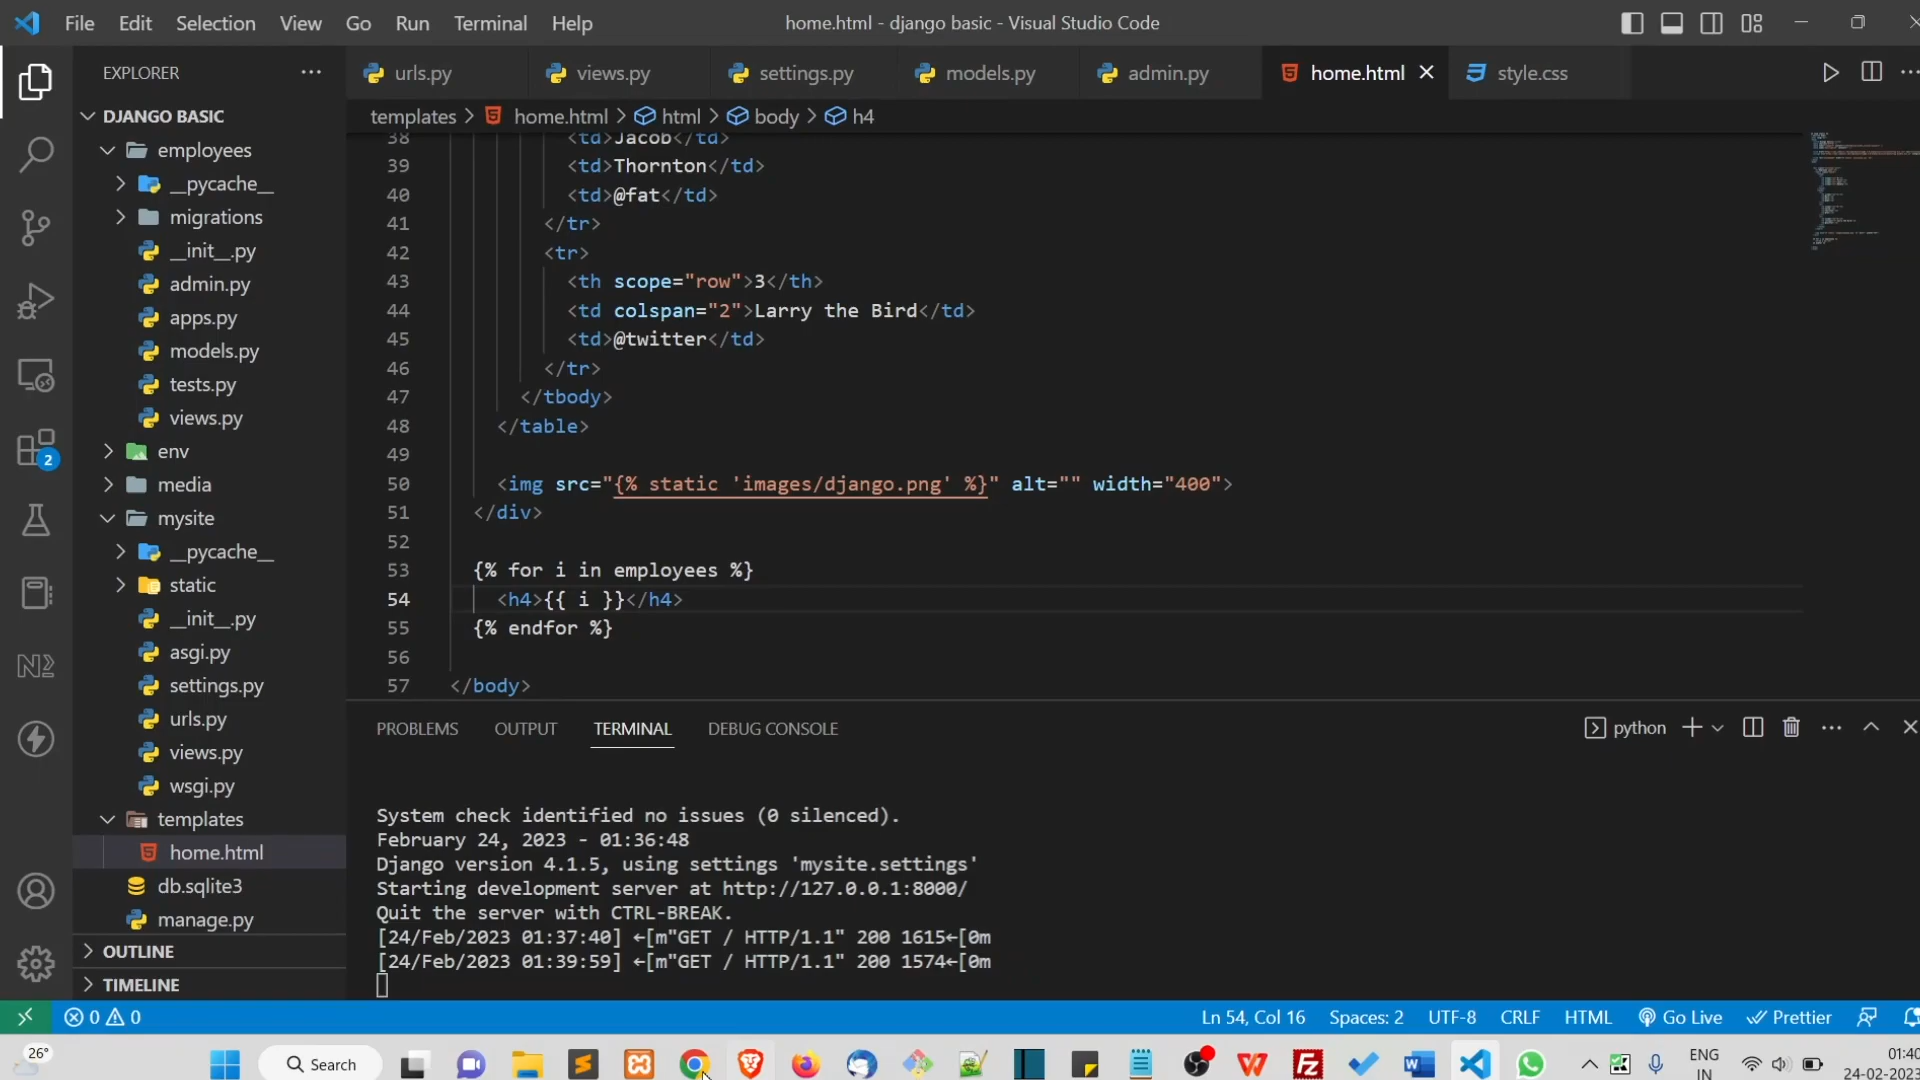 File Edit Selection View Go Run Terminal Help
home.html - django basic - Visual Studio Code
EXPLORER
urls.py
views.py
settings.py
models.py
admin.py
home.html
style.css
templates > home.html > html > body > h4
DJANGO BASIC
employees
__pycache__
migrations
__init__.py
admin.py
apps.py
models.py
tests.py
views.py
env
media
mysite
__pycache__
static
__init__.py
asgi.py
settings.py
urls.py
views.py
wsgi.py
templates
home.html
db.sqlite3
manage.py
OUTLINE
TIMELINE
2
38 <td>Jacob</td>
39 <td>Thornton</td>
40 <td>@fat</td>
41 </tr>
42 <tr>
43 <th scope="row">3</th>
44 <td colspan="2">Larry the Bird</td>
45 <td>@twitter</td>
46 </tr>
47 </tbody>
48 </table>
49
50 <img src="{% static 'images/django.png' %}" alt="" width="400">
51 </div>
52
53 {% for i in employees %}
54 <h4>{{ i }}</h4>
55 {% endfor %}
56
57 </body>
PROBLEMS OUTPUT TERMINAL DEBUG CONSOLE
python
System check identified no issues (0 silenced).
February 24, 2023 - 01:36:48
Django version 4.1.5, using settings 'mysite.settings'
Starting development server at http://127.0.0.1:8000/
Quit the server with CTRL-BREAK.
[24/Feb/2023 01:37:40] ←[m"GET / HTTP/1.1" 200 1615←[0m
[24/Feb/2023 01:39:59] ←[m"GET / HTTP/1.1" 200 1574←[0m
0 0
Ln 54, Col 16 Spaces: 2 UTF-8 CRLF HTML Go Live Prettier
26°
Search
ENG
IN
01:40
24-02-2023